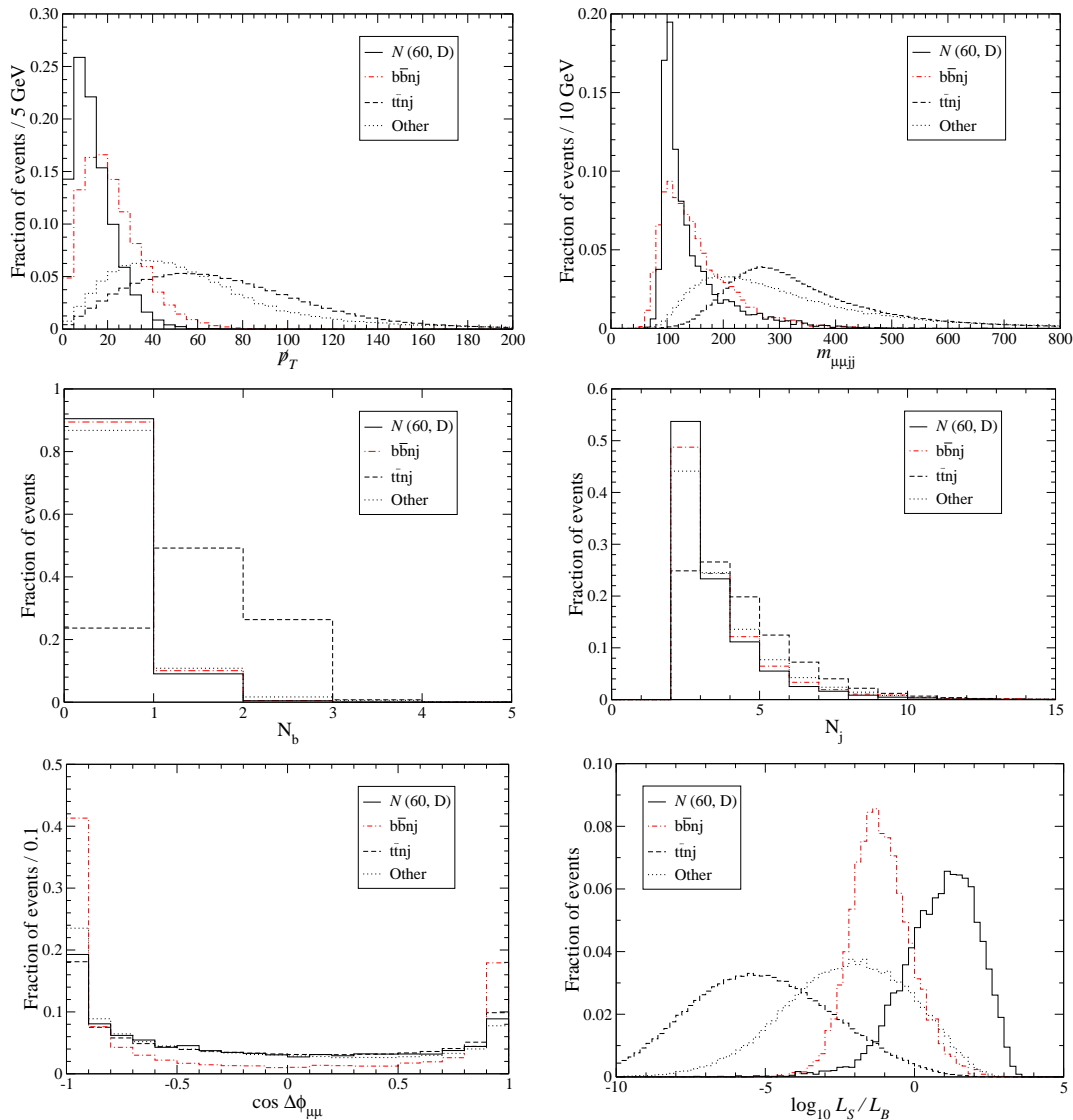 0.30
0.25
0.20
0.15
0.10
0.05
0
Fraction of events / 5 GeV
N (60, D)
bb̄nj
tt̄nj
Other
0 20 40 60 80 100 120 140 160 180 200
p̸_T
0.20
0.15
0.10
0.05
0
Fraction of events / 10 GeV
N (60, D)
bb̄nj
tt̄nj
Other
0 100 200 300 400 500 600 700 800
m_μμjj
1
0.8
0.6
0.4
0.2
0
Fraction of events
N (60, D)
bb̄nj
tt̄nj
Other
0 1 2 3 4 5
N_b
0.6
0.5
0.4
0.3
0.2
0.1
0
Fraction of events
N (60, D)
bb̄nj
tt̄nj
Other
0 5 10 15
N_j
0.5
0.4
0.3
0.2
0.1
0
Fraction of events / 0.1
N (60, D)
bb̄nj
tt̄nj
Other
-1 -0.5 0 0.5 1
cos Δϕ_μμ
0.10
0.08
0.06
0.04
0.02
0
Fraction of events
N (60, D)
bb̄nj
tt̄nj
Other
-10 -5 0 5
log₁₀ L_S / L_B